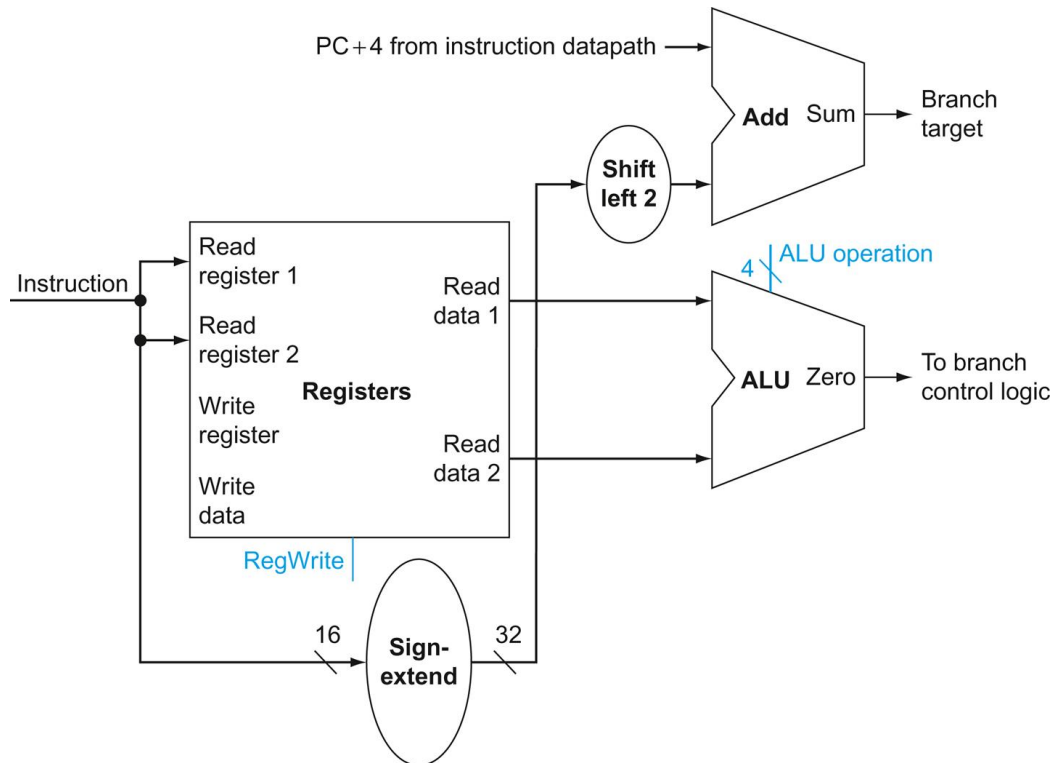 PC+4 from instruction datapath
Add
Sum
Branch
target
Shift
left 2
Instruction
Read
register 1
Read
register 2
Write
register
Write
data
Registers
Read
data 1
Read
data 2
RegWrite
4
ALU operation
ALU
Zero
To branch
control logic
16
Sign-
extend
32